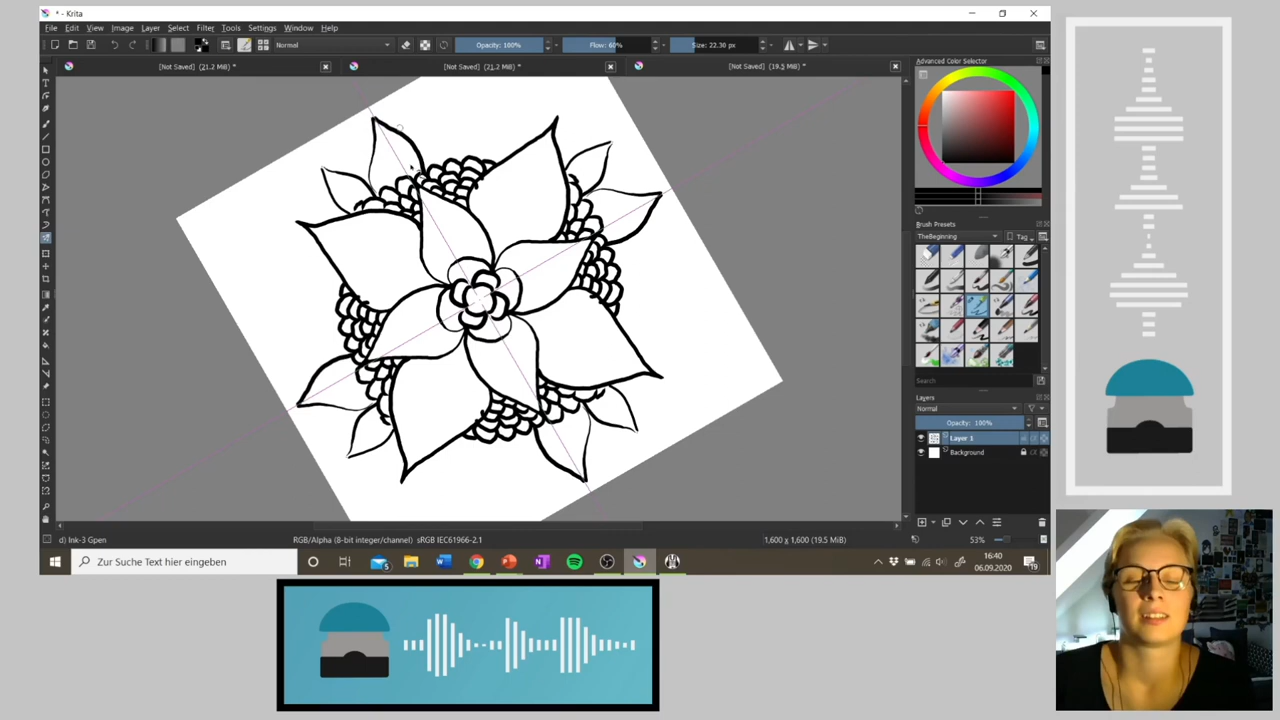 * - Krita
File Edit View Image Layer Select Filter Tools Settings Window Help
Normal Opacity: 100% Flow: 60% Size: 22.30 px
[Not Saved] (21.2 MiB) * [Not Saved] (21.2 MiB) * [Not Saved] (19.5 MiB) *
Advanced Color Selector
Brush Presets
TheBeginning Tag
Search
Layers
Normal
Opacity: 100%
Layer 1
Background
d) Ink-3 Gpen RGB/Alpha (8-bit integer/channel) sRGB IEC61966-2.1 1,600 x 1,600 (19.5 MiB) 53%
Zur Suche Text hier eingeben
5
16:40
06.09.2020
19